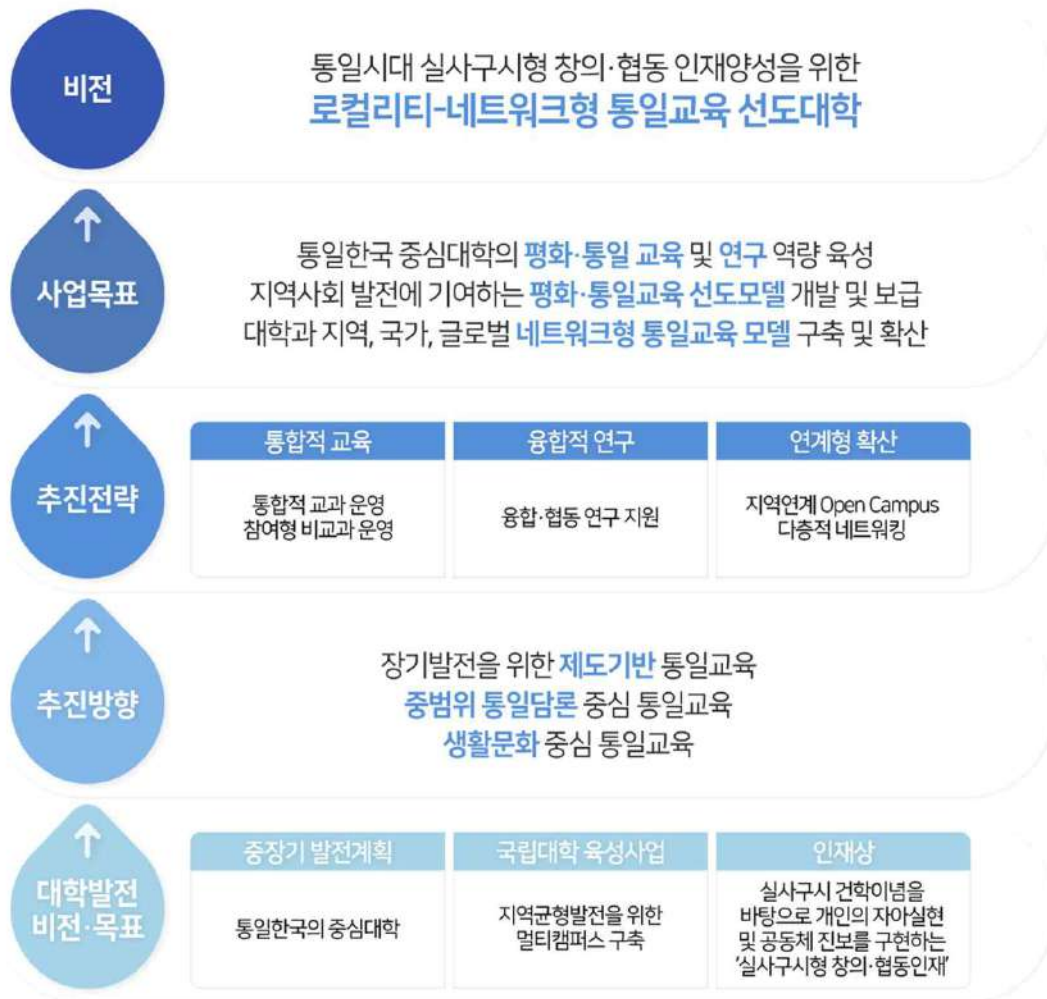 비전
통일시대 실사구시형 창의·협동 인재양성을 위한
로컬리티-네트워크형 통일교육 선도대학
사업목표
통일한국 중심대학의 평화·통일 교육 및 연구 역량 육성
지역사회 발전에 기여하는 평화·통일교육 선도모델 개발 및 보급
대학과 지역, 국가, 글로벌 네트워크형 통일교육 모델 구축 및 확산
추진전략
통합적 교육
통합적 교과 운영
참여형 비교과 운영
융합적 연구
융합·협동 연구 지원
연계형 확산
지역연계 Open Campus
다층적 네트워킹
추진방향
장기발전을 위한 제도기반 통일교육
중범위 통일담론 중심 통일교육
생활문화 중심 통일교육
대학발전
비전·목표
중장기 발전계획
통일한국의 중심대학
국립대학 육성사업
지역균형발전을 위한
멀티캠퍼스 구축
인재상
실사구시 건학이념을
바탕으로 개인의 자아실현
및 공동체 진보를 구현하는
'실사구시형 창의·협동인재'